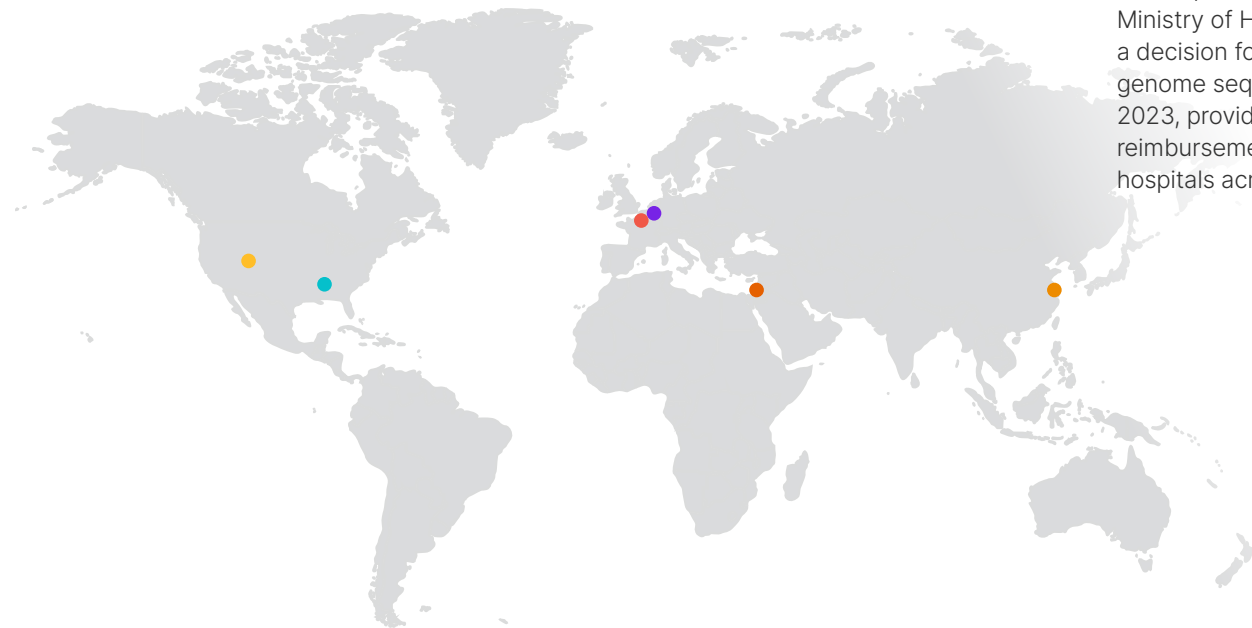 Ministry of H
a decision fo
genome seq
2023, provid
reimburseme
hospitals acr